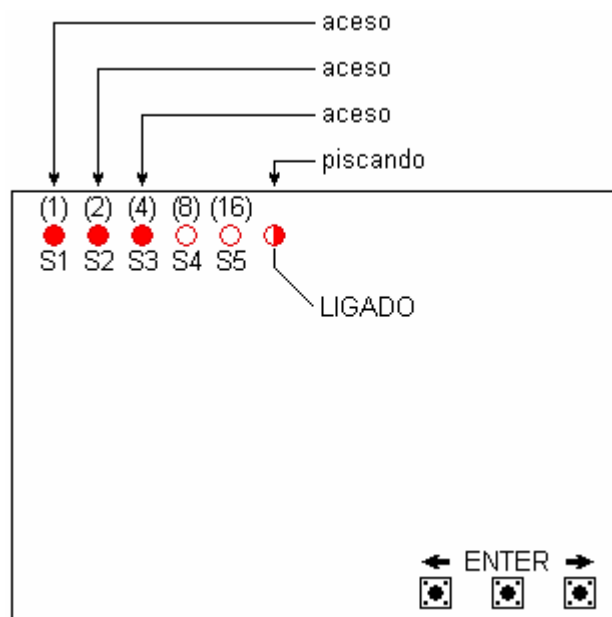 aceso
aceso
aceso
piscando
(1) (2) (4) (8) (16)
S1 S2 S3 S4 S5
LIGADO
ENTER